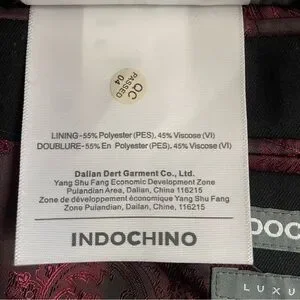 QC
PASSED
04
LINING-55% Polyester (PES), 45% Viscose (VI)
DOUBLURE-55% En Polyester (PES), 45% Viscose (VI)
Dalian Dert Garment Co., Ltd.
Yang Shu Fang Economic Development Zone
Pulandian Area, Dalian, China 116215
Zone de développement économique Yang Shu Fang
Zone Pulandian, Dalian, Chine, 116215
INDOCHINO
DOC
LUXU